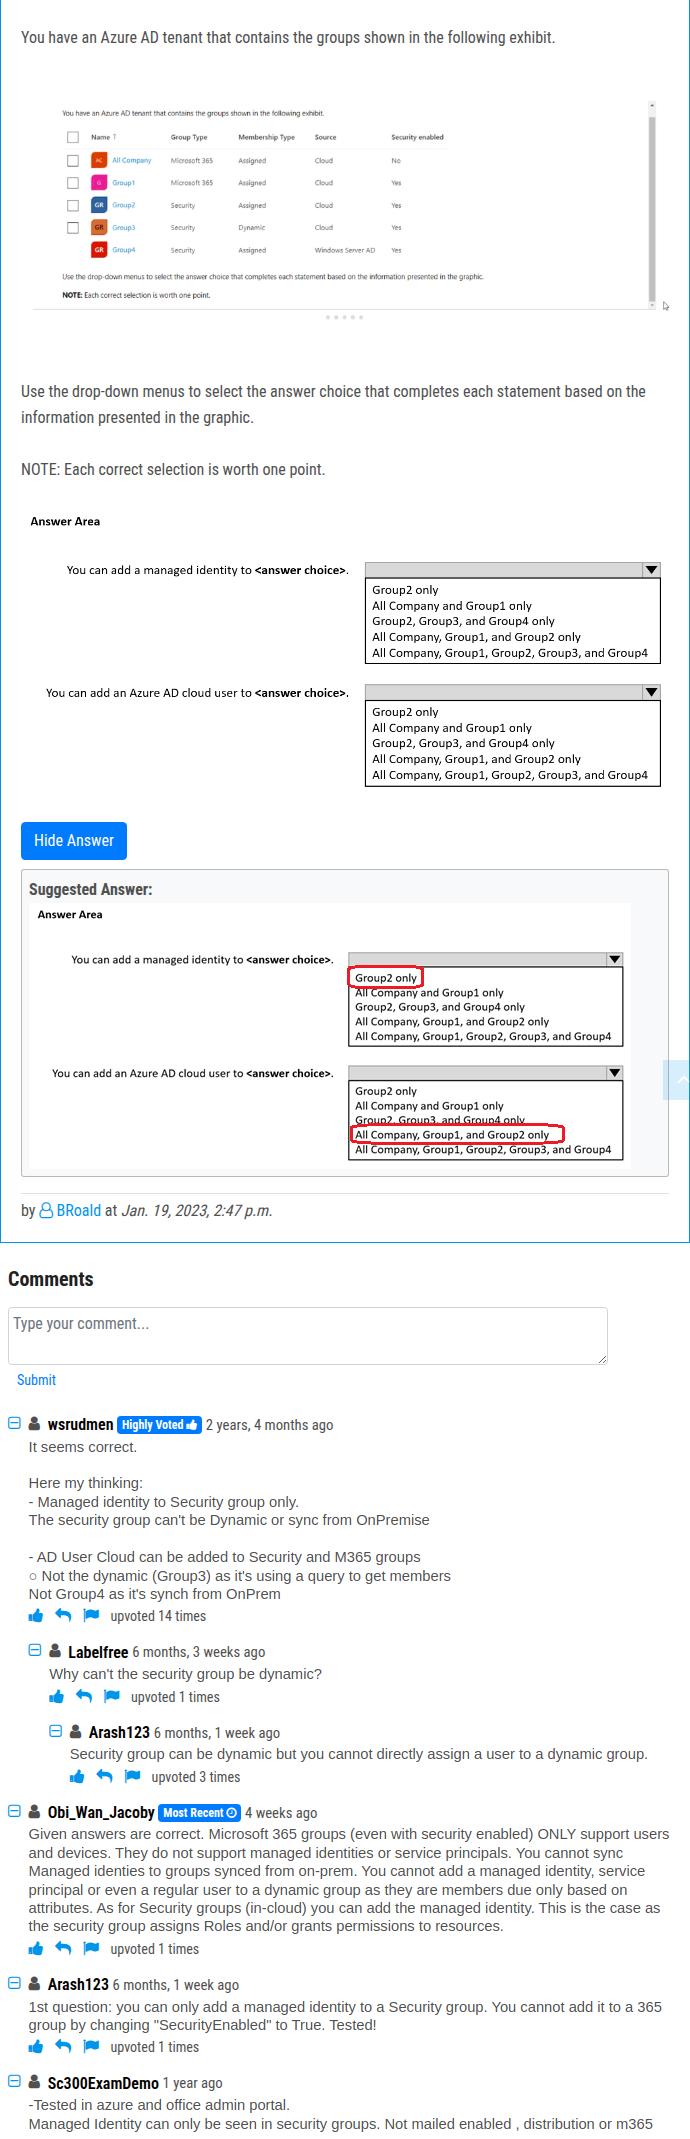 You have an Azure AD tenant that contains the groups shown in the following exhibit.
You have an Azure AD tenant that contains the groups shown in the following exhibit.
Name ↑ Group Type Membership Type Source Security enabled
AC All Company Microsoft 365 Assigned Cloud No
G Group1 Microsoft 365 Assigned Cloud Yes
GR Group2 Security Assigned Cloud Yes
GR Group3 Security Dynamic Cloud Yes
GR Group4 Security Assigned Windows Server AD Yes
Use the drop-down menus to select the answer choice that completes each statement based on the information presented in the graphic.
NOTE: Each correct selection is worth one point.
Use the drop-down menus to select the answer choice that completes each statement based on the
information presented in the graphic.
NOTE: Each correct selection is worth one point.
Answer Area
You can add a managed identity to <answer choice>.
Group2 only
All Company and Group1 only
Group2, Group3, and Group4 only
All Company, Group1, and Group2 only
All Company, Group1, Group2, Group3, and Group4
You can add an Azure AD cloud user to <answer choice>.
Group2 only
All Company and Group1 only
Group2, Group3, and Group4 only
All Company, Group1, and Group2 only
All Company, Group1, Group2, Group3, and Group4
Hide Answer
Suggested Answer:
Answer Area
You can add a managed identity to <answer choice>.
Group2 only
All Company and Group1 only
Group2, Group3, and Group4 only
All Company, Group1, and Group2 only
All Company, Group1, Group2, Group3, and Group4
You can add an Azure AD cloud user to <answer choice>.
Group2 only
All Company and Group1 only
Group2, Group3, and Group4 only
All Company, Group1, and Group2 only
All Company, Group1, Group2, Group3, and Group4
by BRoald at Jan. 19, 2023, 2:47 p.m.
Comments
Type your comment...
Submit
wsrudmen Highly Voted 2 years, 4 months ago
It seems correct.
Here my thinking:
- Managed identity to Security group only.
The security group can't be Dynamic or sync from OnPremise
- AD User Cloud can be added to Security and M365 groups
○ Not the dynamic (Group3) as it's using a query to get members
Not Group4 as it's synch from OnPrem
upvoted 14 times
Labelfree 6 months, 3 weeks ago
Why can't the security group be dynamic?
upvoted 1 times
Arash123 6 months, 1 week ago
Security group can be dynamic but you cannot directly assign a user to a dynamic group.
upvoted 3 times
Obi_Wan_Jacoby Most Recent 4 weeks ago
Given answers are correct. Microsoft 365 groups (even with security enabled) ONLY support users
and devices. They do not support managed identities or service principals. You cannot sync
Managed identies to groups synced from on-prem. You cannot add a managed identity, service
principal or even a regular user to a dynamic group as they are members due only based on
attributes. As for Security groups (in-cloud) you can add the managed identity. This is the case as
the security group assigns Roles and/or grants permissions to resources.
upvoted 1 times
Arash123 6 months, 1 week ago
1st question: you can only add a managed identity to a Security group. You cannot add it to a 365
group by changing "SecurityEnabled" to True. Tested!
upvoted 1 times
Sc300ExamDemo 1 year ago
-Tested in azure and office admin portal.
Managed Identity can only be seen in security groups. Not mailed enabled , distribution or m365